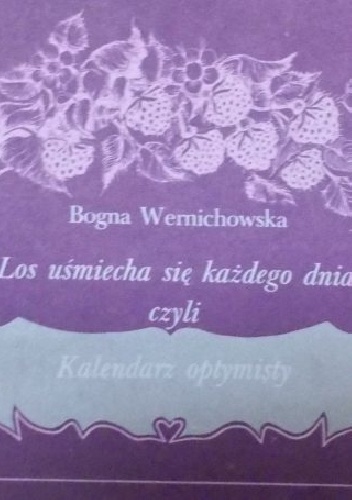 Bogna Wernichowska
Los uśmiecha się każdego dnia
czyli
Kalendarz optymisty